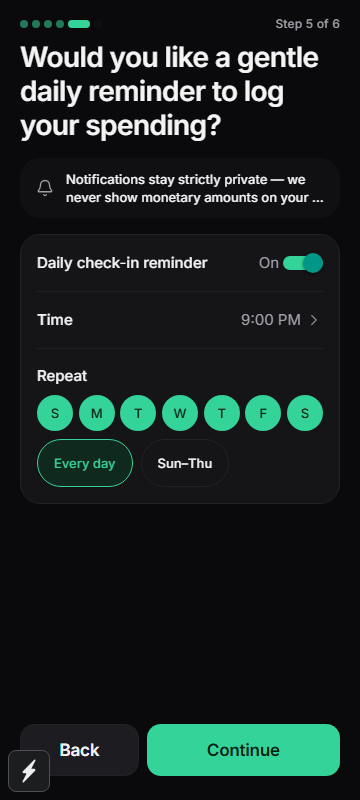 Step 5 of 6
Would you like a gentle
daily reminder to log
your spending?
Notifications stay strictly private — we
never show monetary amounts on your ...
Daily check-in reminder
On
Time
9:00 PM
Repeat
S M T W T F S
Every day
Sun–Thu
Back
Continue